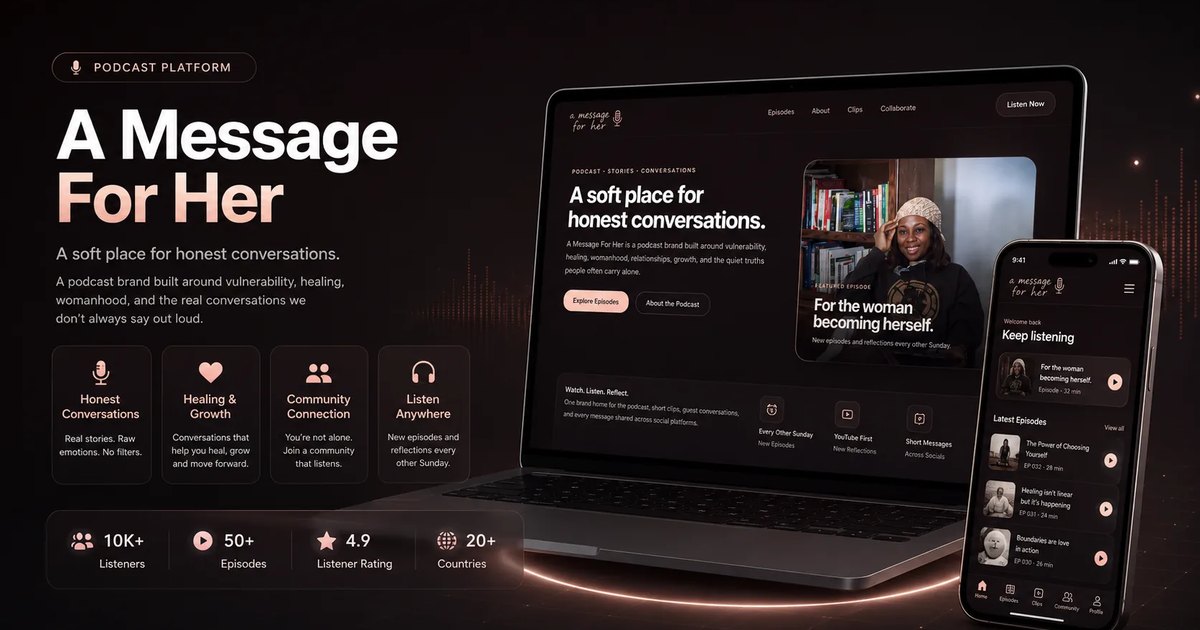 PODCAST PLATFORM
A Message
For Her
A soft place for honest conversations.
A podcast brand built around vulnerability, healing,
womanhood, and the real conversations we
don't always say out loud.
Honest
Conversations
Real stories. Raw
emotions. No filters.
Healing &
Growth
Conversations that
help you heal, grow
and move forward.
Community
Connection
You're not alone.
Join a community
that listens.
Listen
Anywhere
New episodes and
reflections every
other Sunday.
10K+
Listeners
50+
Episodes
4.9
Listener Rating
20+
Countries
a message
for her
Episodes
About
Clips
Collaborate
Listen Now
PODCAST • STORIES • CONVERSATIONS
A soft place for
honest conversations.
A Message For Her is a podcast brand built around vulnerability,
healing, womanhood, relationships, growth, and the quiet truths
people often carry alone.
Explore Episodes
About the Podcast
FEATURED EPISODE
For the woman
becoming herself.
New episodes and reflections every other Sunday.
Watch. Listen. Reflect.
One brand home for the podcast, short clips, guest conversations,
and every message shared across social platforms.
Every Other Sunday
New Episodes
YouTube First
New Reflections
Short Messages
Across Socials
9:41
a message
for her
Welcome back
Keep listening
For the woman
becoming herself.
Episode • 32 min
Latest Episodes
View all
The Power of Choosing
Yourself
EP 032 • 28 min
Healing isn't linear
but it's happening
EP 031 • 24 min
Boundaries are love
in action
EP 030 • 26 min
Home
Episodes
Clips
Community
Profile